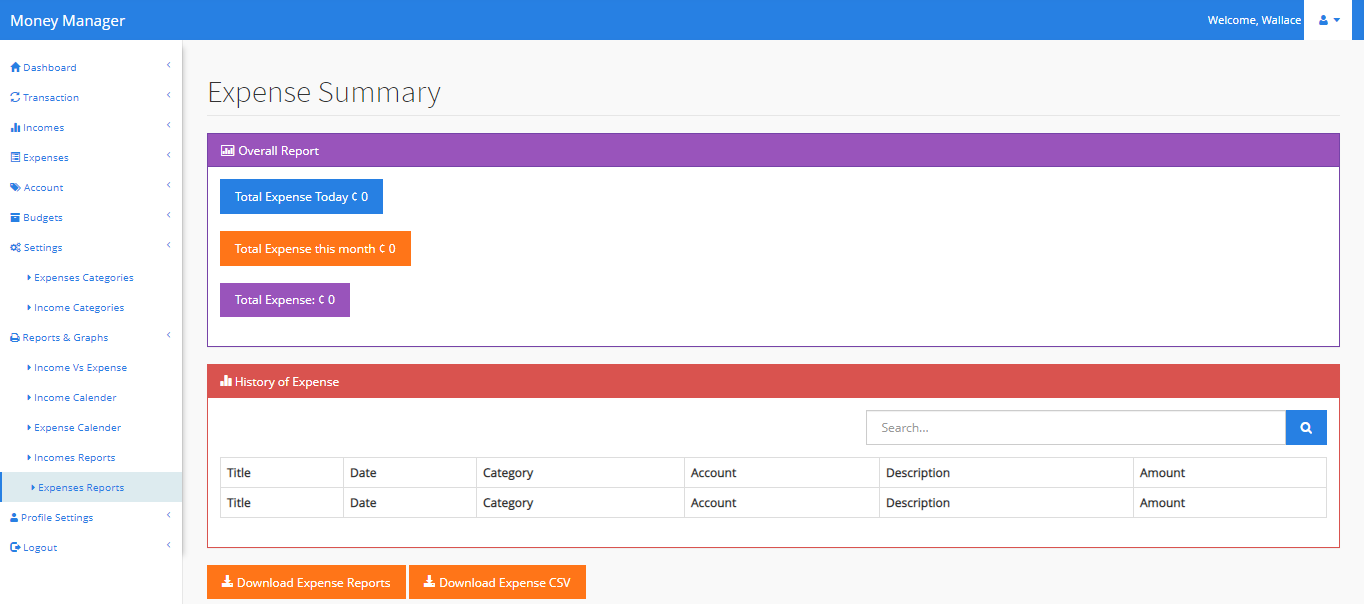 Money Manager
Welcome, Wallace
Dashboard
Transaction
Incomes
Expenses
Account
Budgets
Settings
Expenses Categories
Income Categories
Reports & Graphs
Income Vs Expense
Income Calender
Expense Calender
Incomes Reports
Expenses Reports
Profile Settings
Logout
Expense Summary
Overall Report
Total Expense Today ₵ 0
Total Expense this month ₵ 0
Total Expense: ₵ 0
History of Expense
Search...
Title Date Category Account Description Amount
Title Date Category Account Description Amount
Download Expense Reports
Download Expense CSV